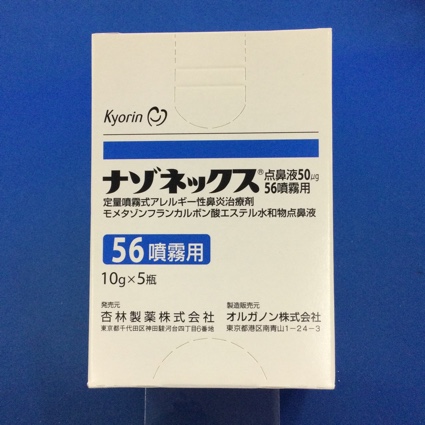 Kyorin
ナゾネックス®点鼻液50μg
56噴霧用
定量噴霧式アレルギー性鼻炎治療剤
モメタゾンフランカルボン酸エステル水和物点鼻液
56噴霧用
10g×5瓶
発売元
杏林製薬株式会社
東京都千代田区神田駿河台四丁目6番地
製造販売元
オルガノン株式会社
東京都港区南青山1-24-3